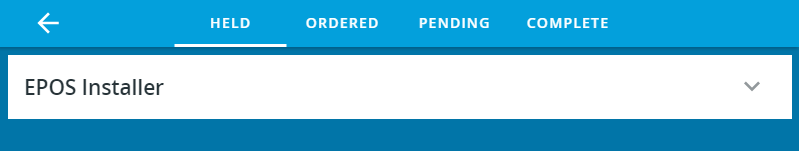 HELD ORDERED PENDING COMPLETE
EPOS Installer